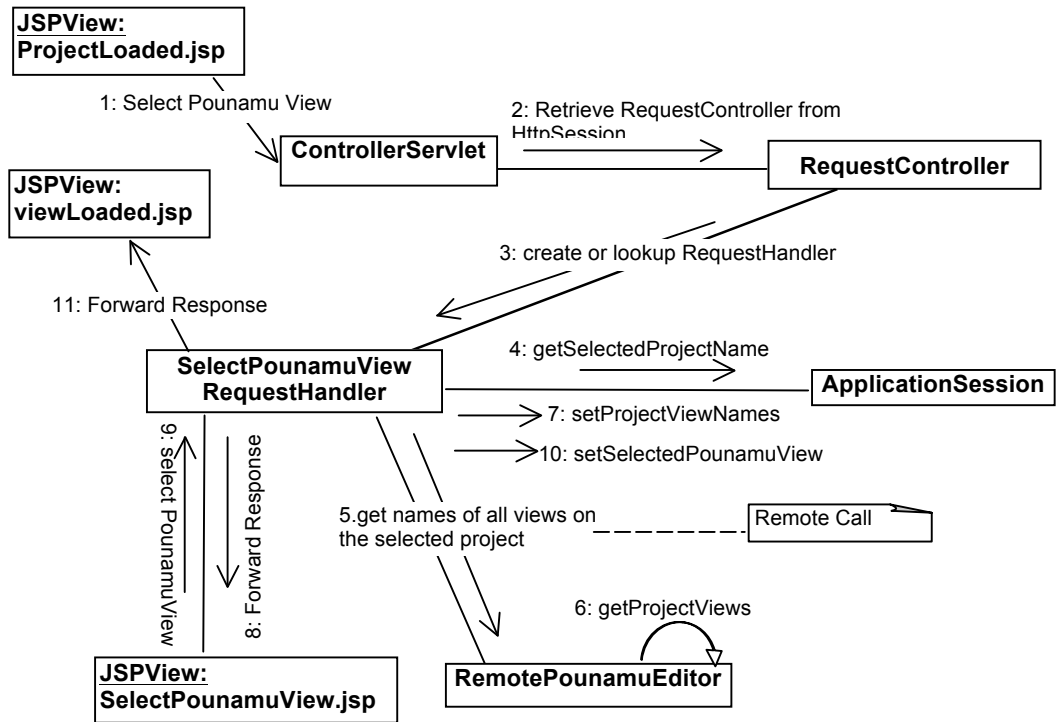 JSPView:
ProjectLoaded.jsp
1: Select Pounamu View
2: Retrieve RequestController from
HttpSession
ControllerServlet
RequestController
JSPView:
viewLoaded.jsp
3: create or lookup RequestHandler
11: Forward Response
4: getSelectedProjectName
SelectPounamuView
RequestHandler
ApplicationSession
7: setProjectViewNames
10: setSelectedPounamuView
9: select PounamuView
8: Forward Response
5.get names of all views on
the selected project
Remote Call
6: getProjectViews
JSPView:
SelectPounamuView.jsp
RemotePounamuEditor